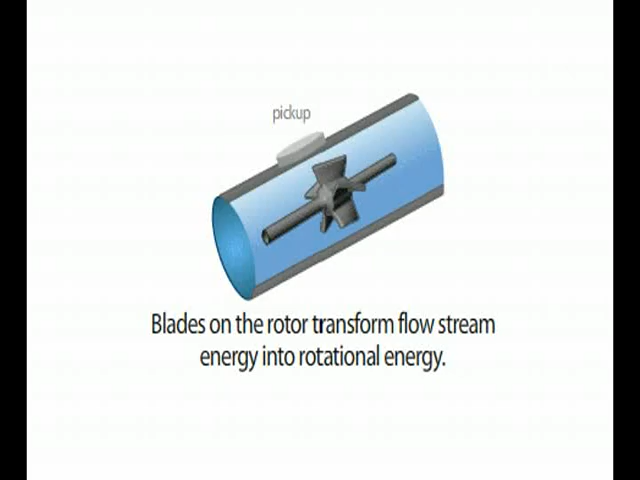 pickup
Blades on the rotor transform flow stream
energy into rotational energy.